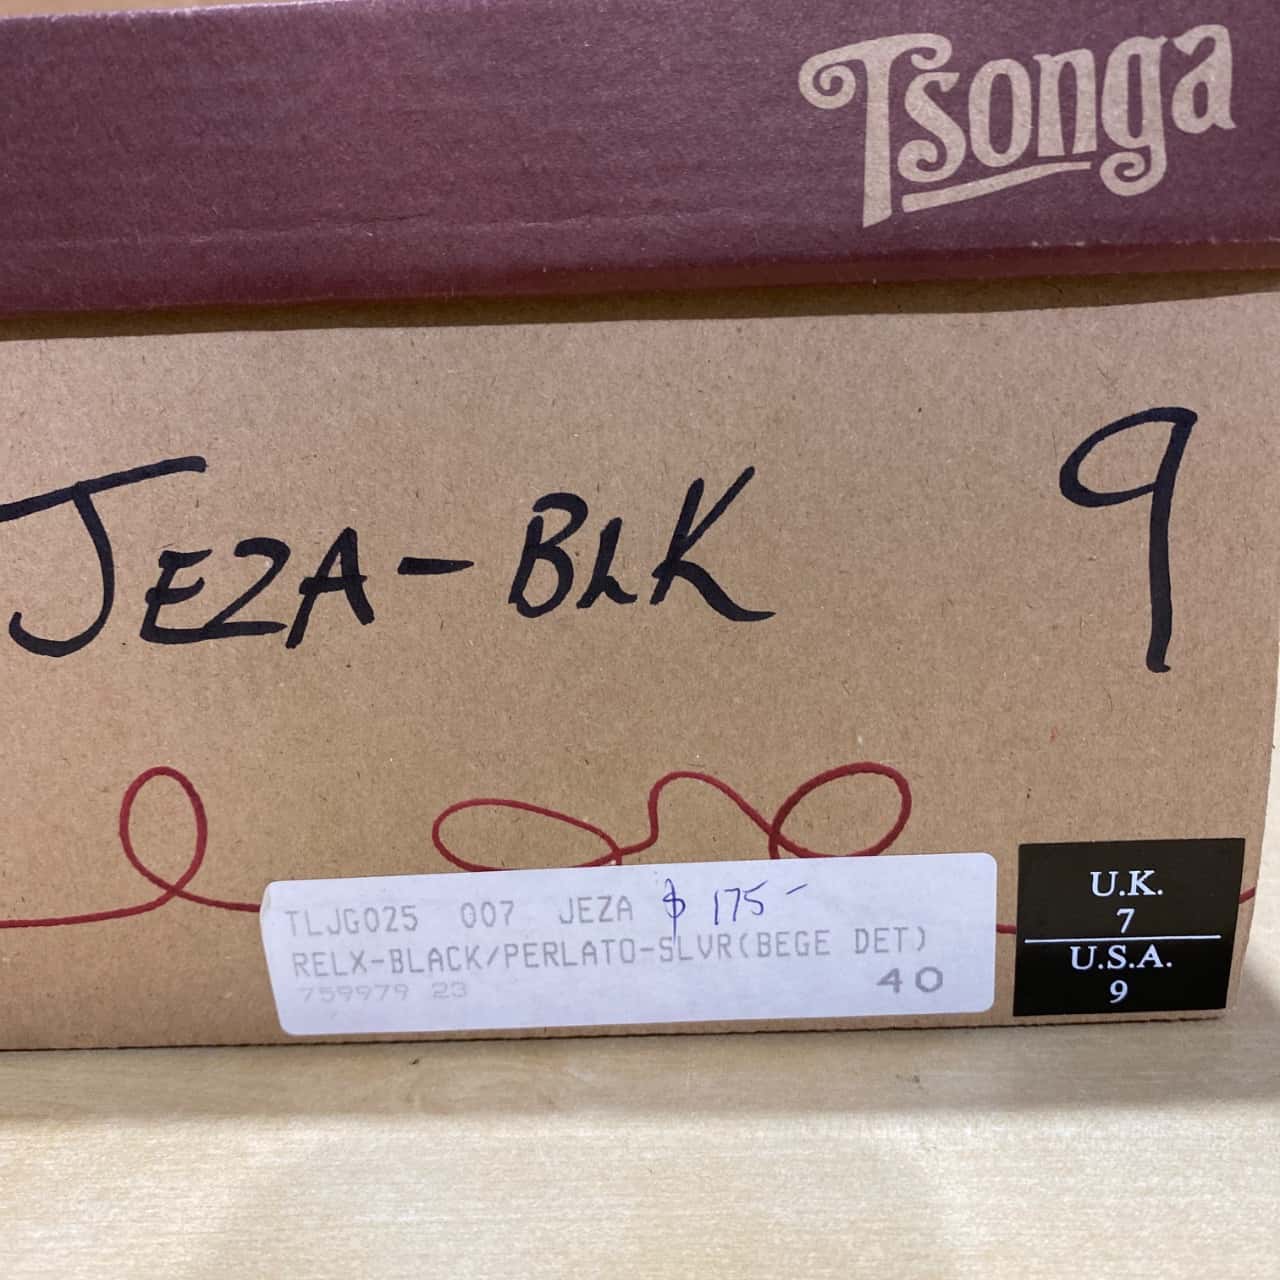 Tsonga
JEZA-BLK 9
TLJG025 007 JEZA $ 175-
RELX-BLACK/PERLATO-SLVR(BEGE DET)
759979 23 40
U.K.
7
U.S.A.
9